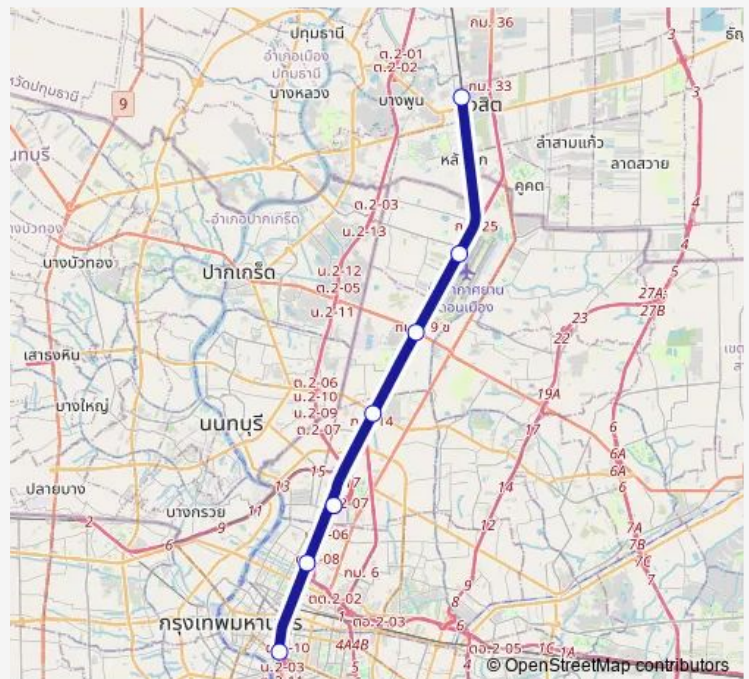 ปทุมธานี
กม. 36
อำเภอเมือง
ปทุมธานี
ต.2-01
ต.2-02
กม. 33
บางหลวง
บางพูน
9
ลำสามแก้ว
ลาดสวาย
คูคต
3
3
อำเภอปากเกร็ด
ต.2-03
น.2-13
บางบัวทอง
ปากเกร็ด
น.2-12
ต.2-05
น.2-11
4
4
5
27A;
27B
23
22
เสาธงหิน
บางใหญ่
ต.2-06
น.2-10
น.2-09
ต.2-07
19A
17
นนทบุรี
6
6A
6A
6
ปลายบาง
15
13
14
บางกรวย
11
9
6
2
12
7A
7B
7C
7
กม. 6
ตต.2-02
ตอ.2-03
9
8
6
กรุงเทพมหานคร
1
4A4B
5
4
ตอ.2-05
1C
1A
น.2-03
© OpenStreetMap contributors